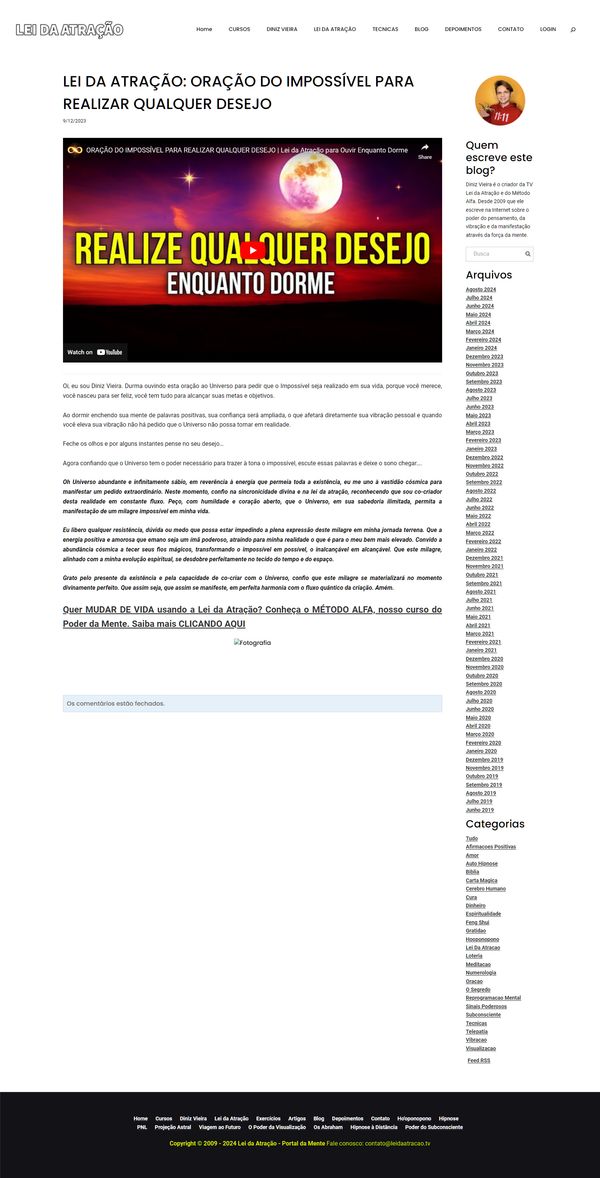 LEI DA ATRAÇÃO
Home CURSOS DINIZ VIEIRA LEI DA ATRAÇÃO TECNICAS BLOG DEPOIMENTOS CONTATO LOGIN
LEI DA ATRAÇÃO: ORAÇÃO DO IMPOSSÍVEL PARA
REALIZAR QUALQUER DESEJO
9/12/2023
ORAÇÃO DO IMPOSSÍVEL PARA REALIZAR QUALQUER DESEJO | Lei da Atração para Ouvir Enquanto Dorme
Share
REALIZE QUALQUER DESEJO
ENQUANTO DORME
Watch on YouTube
Oi, eu sou Diniz Vieira. Durma ouvindo esta oração ao Universo para pedir que o Impossível seja realizado em sua vida, porque você merece,
você nasceu para ser feliz, você tem tudo para alcançar suas metas e objetivos.
Ao dormir enchendo sua mente de palavras positivas, sua confiança será ampliada, o que afetará diretamente sua vibração pessoal e quando
você eleva sua vibração não há pedido que o Universo não possa tornar em realidade.
Feche os olhos e por alguns instantes pense no seu desejo...
Agora confiando que o Universo tem o poder necessário para trazer à tona o impossível, escute essas palavras e deixe o sono chegar....
Oh Universo abundante e infinitamente sábio, em reverência à energia que permeia toda a existência, eu me uno à vastidão cósmica para
manifestar um pedido extraordinário. Neste momento, confio na sincronicidade divina e na lei da atração, reconhecendo que sou co-criador
desta realidade em constante fluxo. Peço, com humildade e coração aberto, que o Universo, em sua sabedoria ilimitada, permita a
manifestação de um milagre impossível em minha vida.
Eu libero qualquer resistência, dúvida ou medo que possa estar impedindo a plena expressão deste milagre em minha jornada terrena. Que a
energia positiva e amorosa que emano seja um imã poderoso, atraindo para minha realidade o que é para o meu bem mais elevado. Convido a
abundância cósmica a tecer seus fios mágicos, transformando o impossível em possível, o inalcançável em alcançável. Que este milagre,
alinhado com a minha evolução espiritual, se desdobre perfeitamente no tecido do tempo e do espaço.
Grato pelo presente da existência e pela capacidade de co-criar com o Universo, confio que este milagre se materializará no momento
divinamente perfeito. Que assim seja, que assim se manifeste, em perfeita harmonia com o fluxo quântico da criação. Amém.
Quer MUDAR DE VIDA usando a Lei da Atração? Conheça o MÉTODO ALFA, nosso curso do
Poder da Mente. Saiba mais CLICANDO AQUI
Fotografia
Os comentários estão fechados.
11:11
Quem
escreve este
blog?
Diniz Vieira é o criador da TV
Lei da Atração e do Método
Alfa. Desde 2009 que ele
escreve na Internet sobre o
poder do pensamento, da
vibração e da manifestação
através da força da mente.
Busca
Arquivos
Agosto 2024
Julho 2024
Junho 2024
Maio 2024
Abril 2024
Março 2024
Fevereiro 2024
Janeiro 2024
Dezembro 2023
Novembro 2023
Outubro 2023
Setembro 2023
Agosto 2023
Julho 2023
Junho 2023
Maio 2023
Abril 2023
Março 2023
Fevereiro 2023
Janeiro 2023
Dezembro 2022
Novembro 2022
Outubro 2022
Setembro 2022
Agosto 2022
Julho 2022
Junho 2022
Maio 2022
Abril 2022
Março 2022
Fevereiro 2022
Janeiro 2022
Dezembro 2021
Novembro 2021
Outubro 2021
Setembro 2021
Agosto 2021
Julho 2021
Junho 2021
Maio 2021
Abril 2021
Março 2021
Fevereiro 2021
Janeiro 2021
Dezembro 2020
Novembro 2020
Outubro 2020
Setembro 2020
Agosto 2020
Julho 2020
Junho 2020
Maio 2020
Abril 2020
Março 2020
Fevereiro 2020
Janeiro 2020
Dezembro 2019
Novembro 2019
Outubro 2019
Setembro 2019
Agosto 2019
Julho 2019
Junho 2019
Categorias
Tudo
Afirmacoes Positivas
Amor
Auto Hipnose
Biblia
Carta Magica
Cerebro Humano
Cura
Dinheiro
Espiritualidade
Feng Shui
Gratidao
Hooponopono
Lei Da Atracao
Loteria
Meditacao
Numerologia
Oracao
O Segredo
Reprogramacao Mental
Sinais Poderosos
Subconsciente
Tecnicas
Telepatia
Vibracao
Visualizacao
Feed RSS
Home Cursos Diniz Vieira Lei da Atração Exercícios Artigos Blog Depoimentos Contato Ho'oponopono Hipnose
PNL Projeção Astral Viagem ao Futuro O Poder da Visualização Os Abraham Hipnose à Distância Poder do Subconsciente
Copyright © 2009 - 2024 Lei da Atração - Portal da Mente Fale conosco: contato@leidaatracao.tv